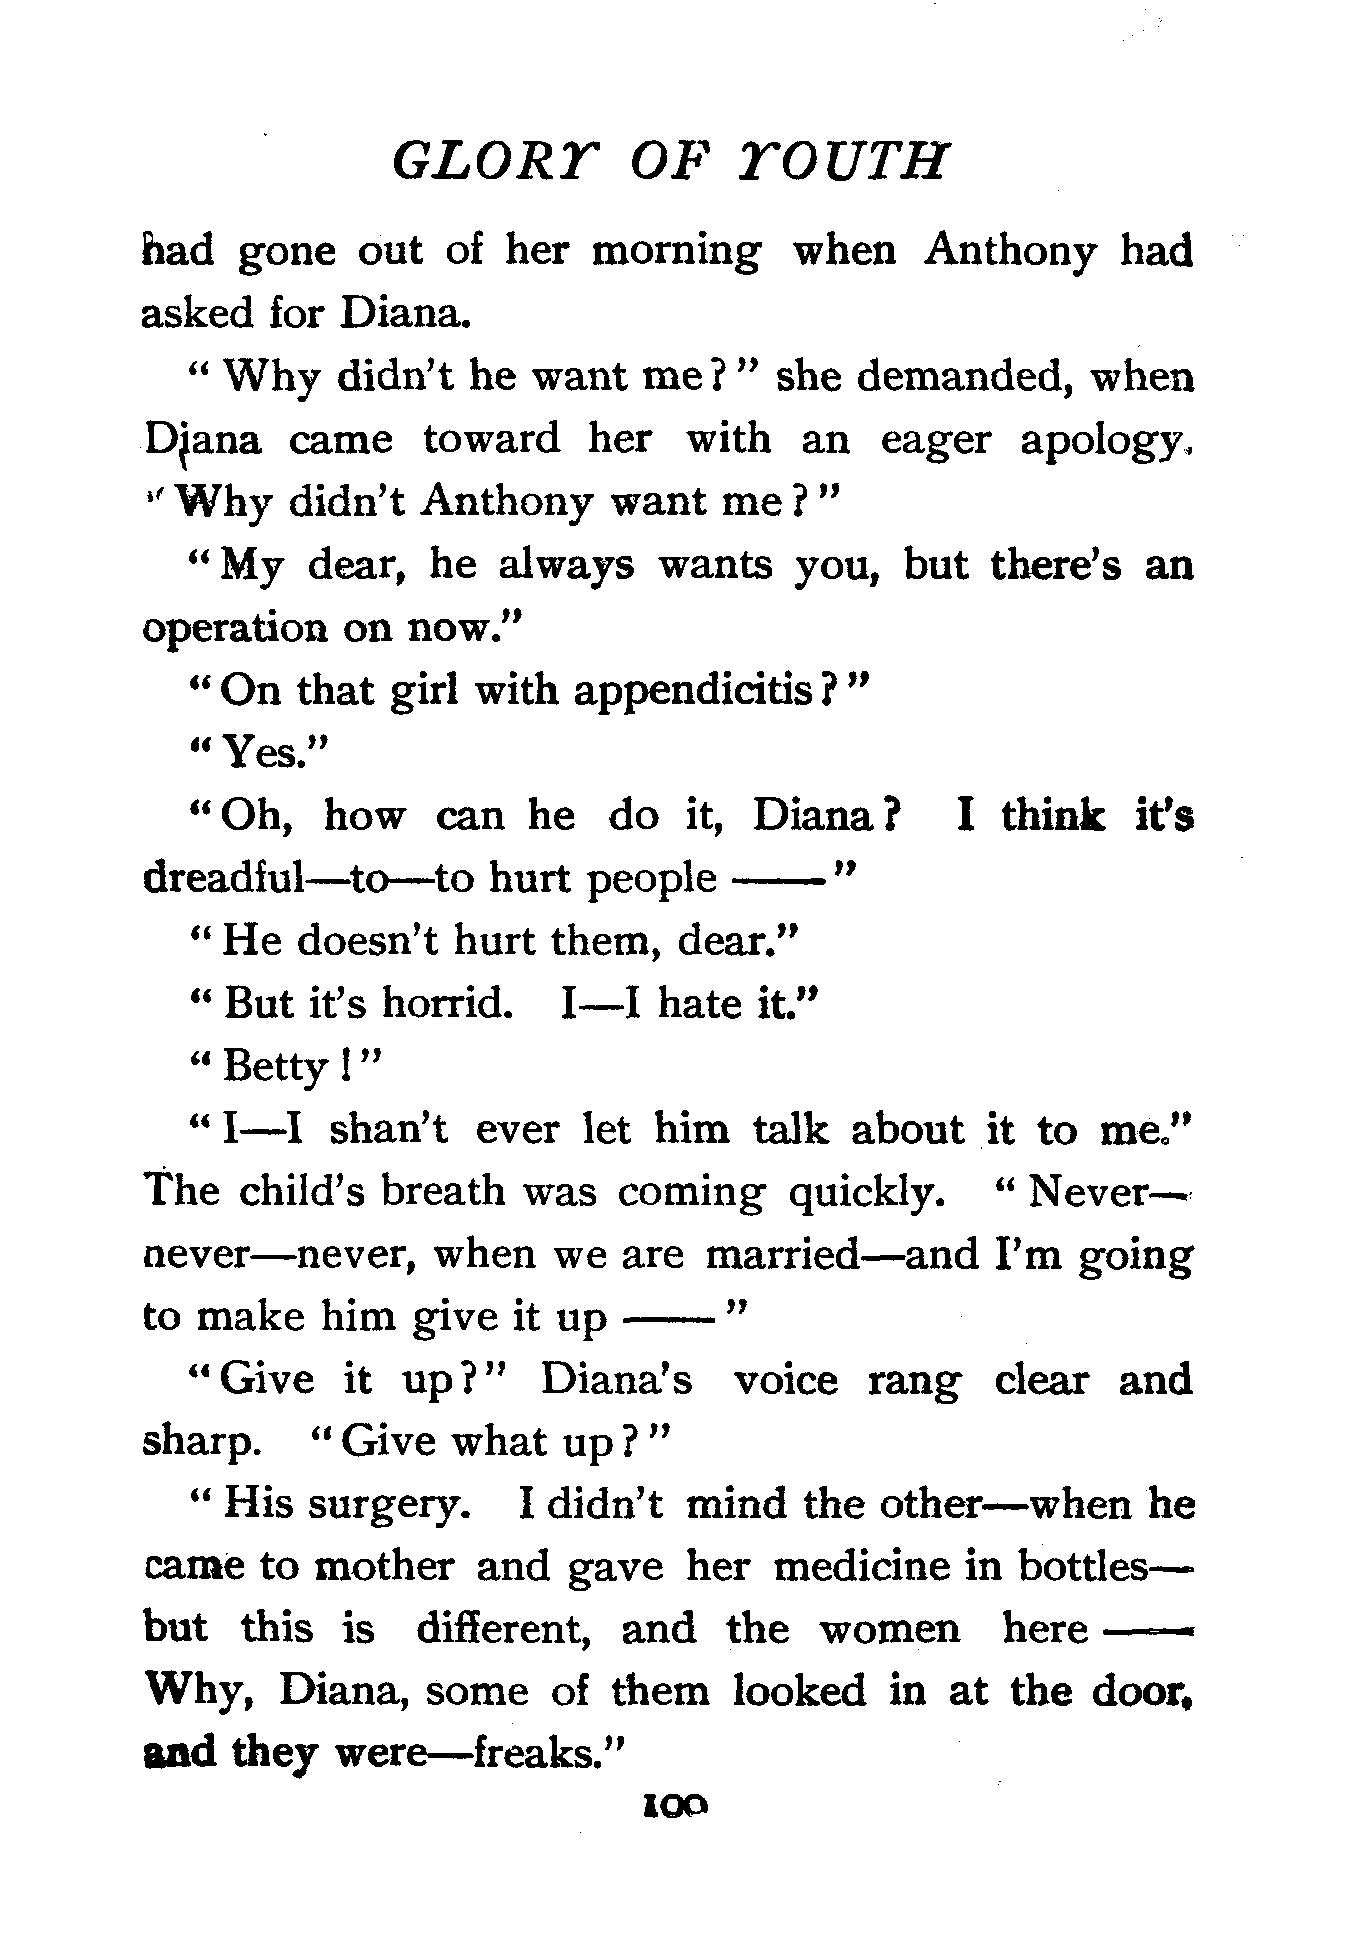 GLORY OF YOUTH
had gone out of her morning when Anthony had
asked for Diana.
“Why didn’t he want me?” she demanded, when
Diana came toward her with an eager apology.
“Why didn’t Anthony want me?”
“My dear, he always wants you, but there’s an
operation on now.”
“On that girl with appendicitis?”
“Yes.”
“Oh, how can he do it, Diana? I think it’s
dreadful—to—to hurt people ——”
“He doesn’t hurt them, dear.”
“But it’s horrid. I—I hate it.”
“Betty!”
“I—I shan’t ever let him talk about it to me.”
The child’s breath was coming quickly. “Never—
never—never, when we are married—and I’m going
to make him give it up ——”
“Give it up?” Diana’s voice rang clear and
sharp. “Give what up?”
“His surgery. I didn’t mind the other—when he
came to mother and gave her medicine in bottles—
but this is different, and the women here ——
Why, Diana, some of them looked in at the door,
and they were—freaks.”
100